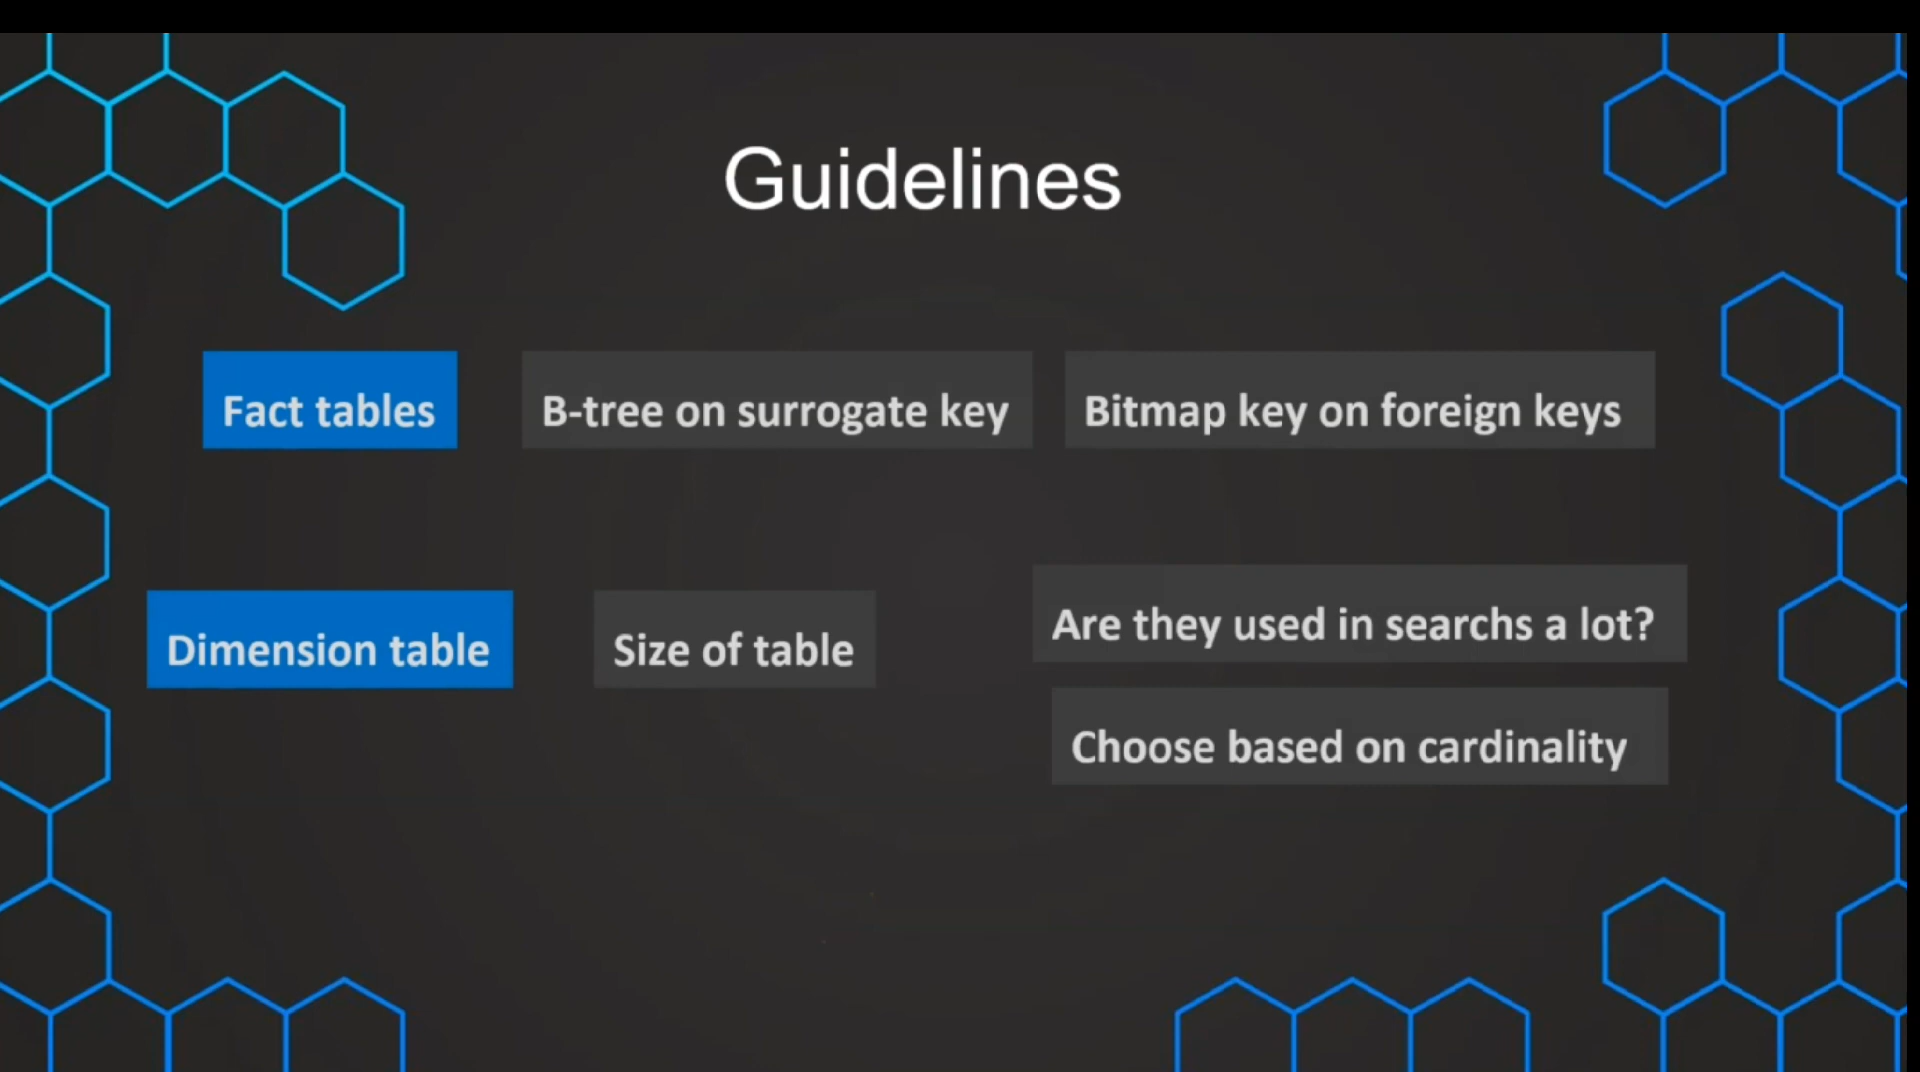 Guidelines
Fact tables
B-tree on surrogate key
Bitmap key on foreign keys
Dimension table
Size of table
Are they used in searchs a lot?
Choose based on cardinality